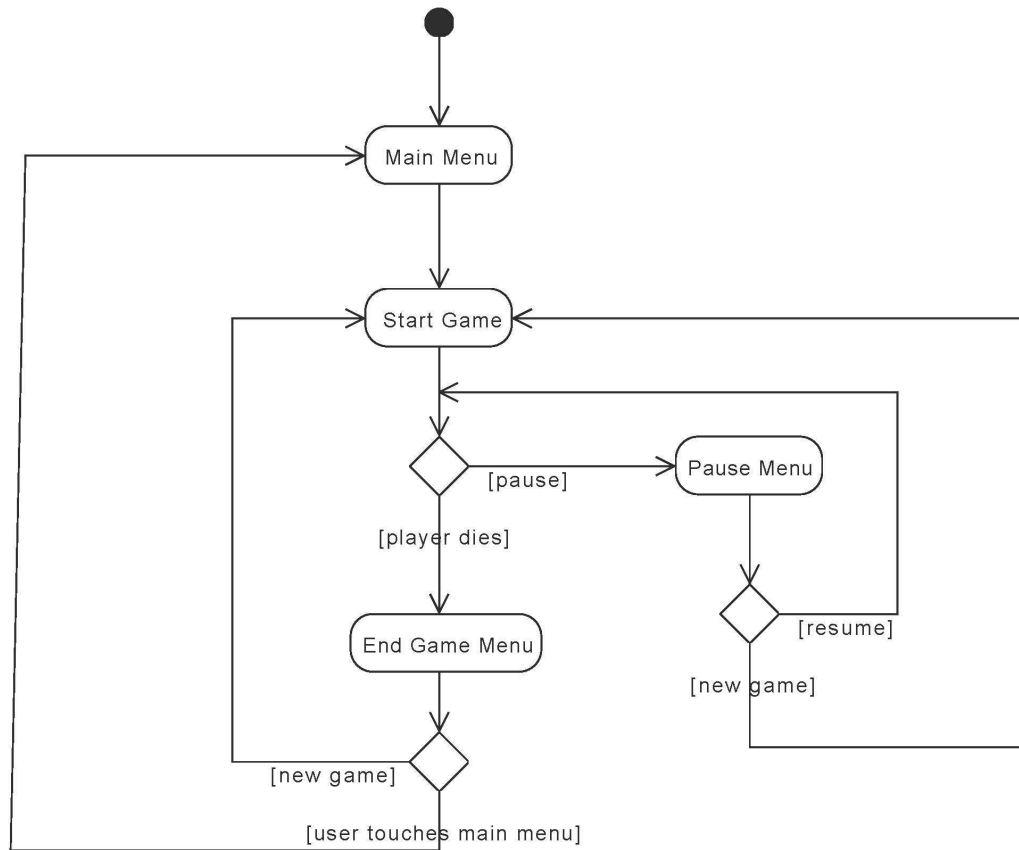 Main Menu
Start Game
[pause]
Pause Menu
[player dies]
[resume]
End Game Menu
[new game]
[new game]
[user touches main menu]